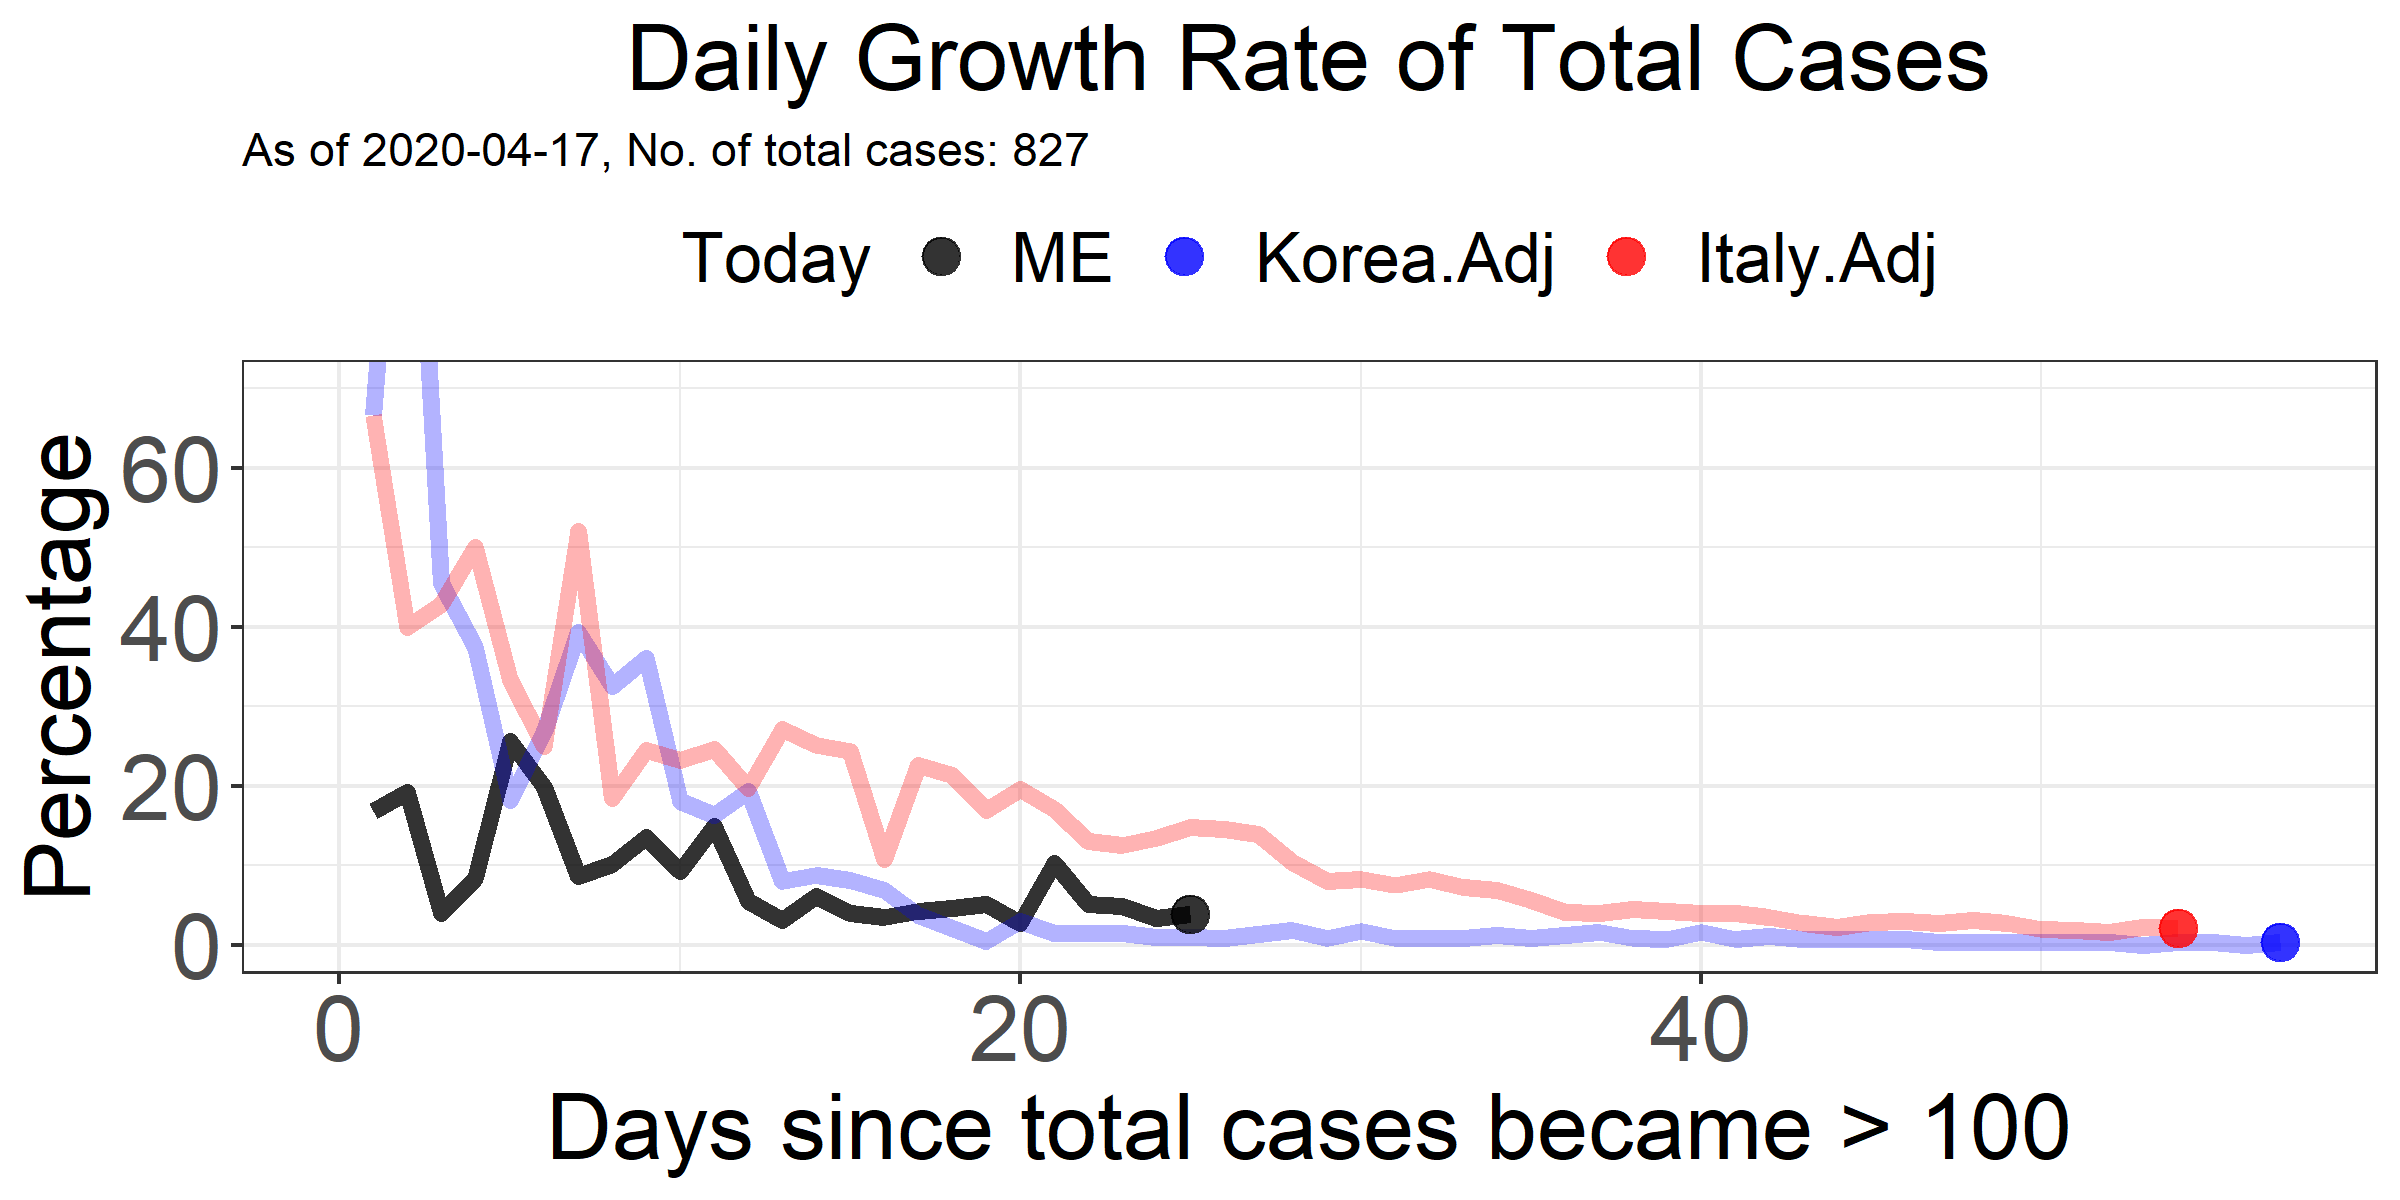 Daily Growth Rate of Total Cases
As of 2020-04-17, No. of total cases: 827
Today ME Korea.Adj Italy.Adj
Percentage
60
40
20
0
0 20 40
Days since total cases became > 100